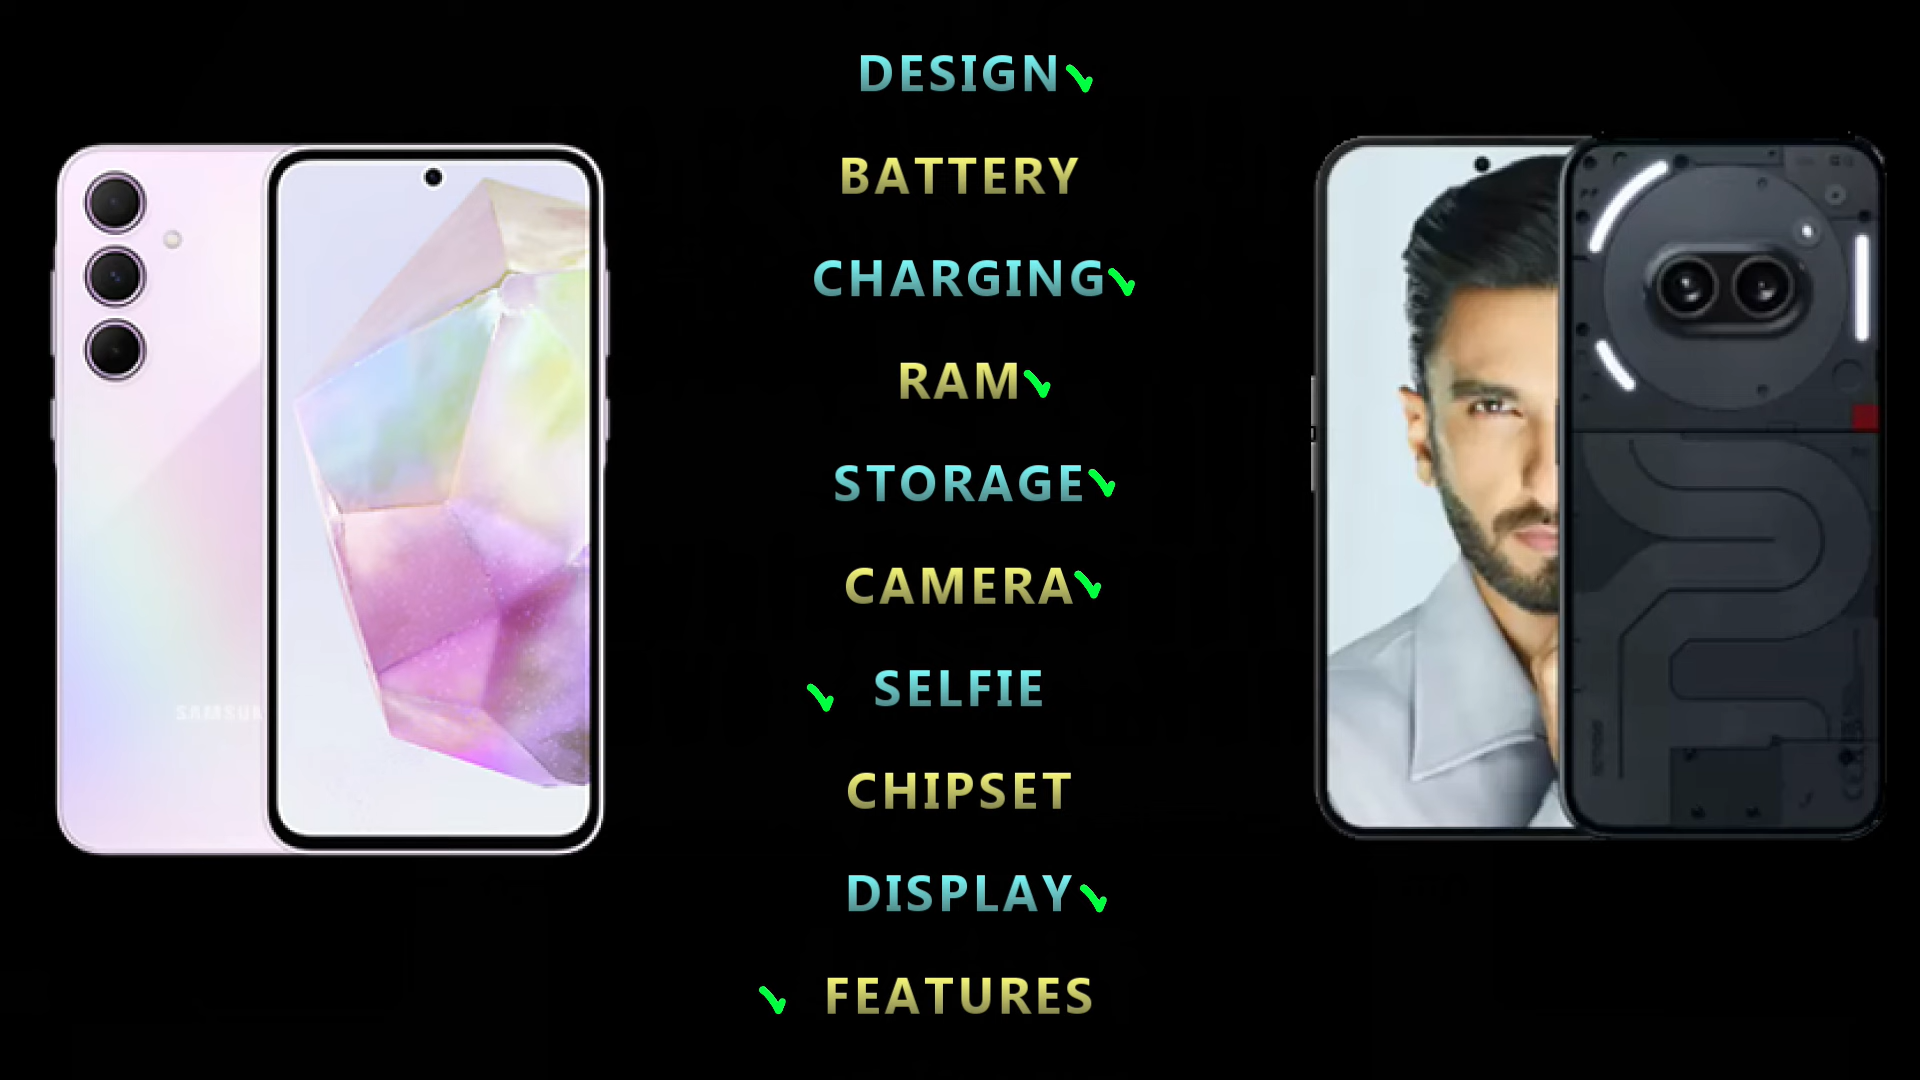 DESIGN
BATTERY
CHARGING
RAM
STORAGE
CAMERA
SELFIE
CHIPSET
DISPLAY
FEATURES